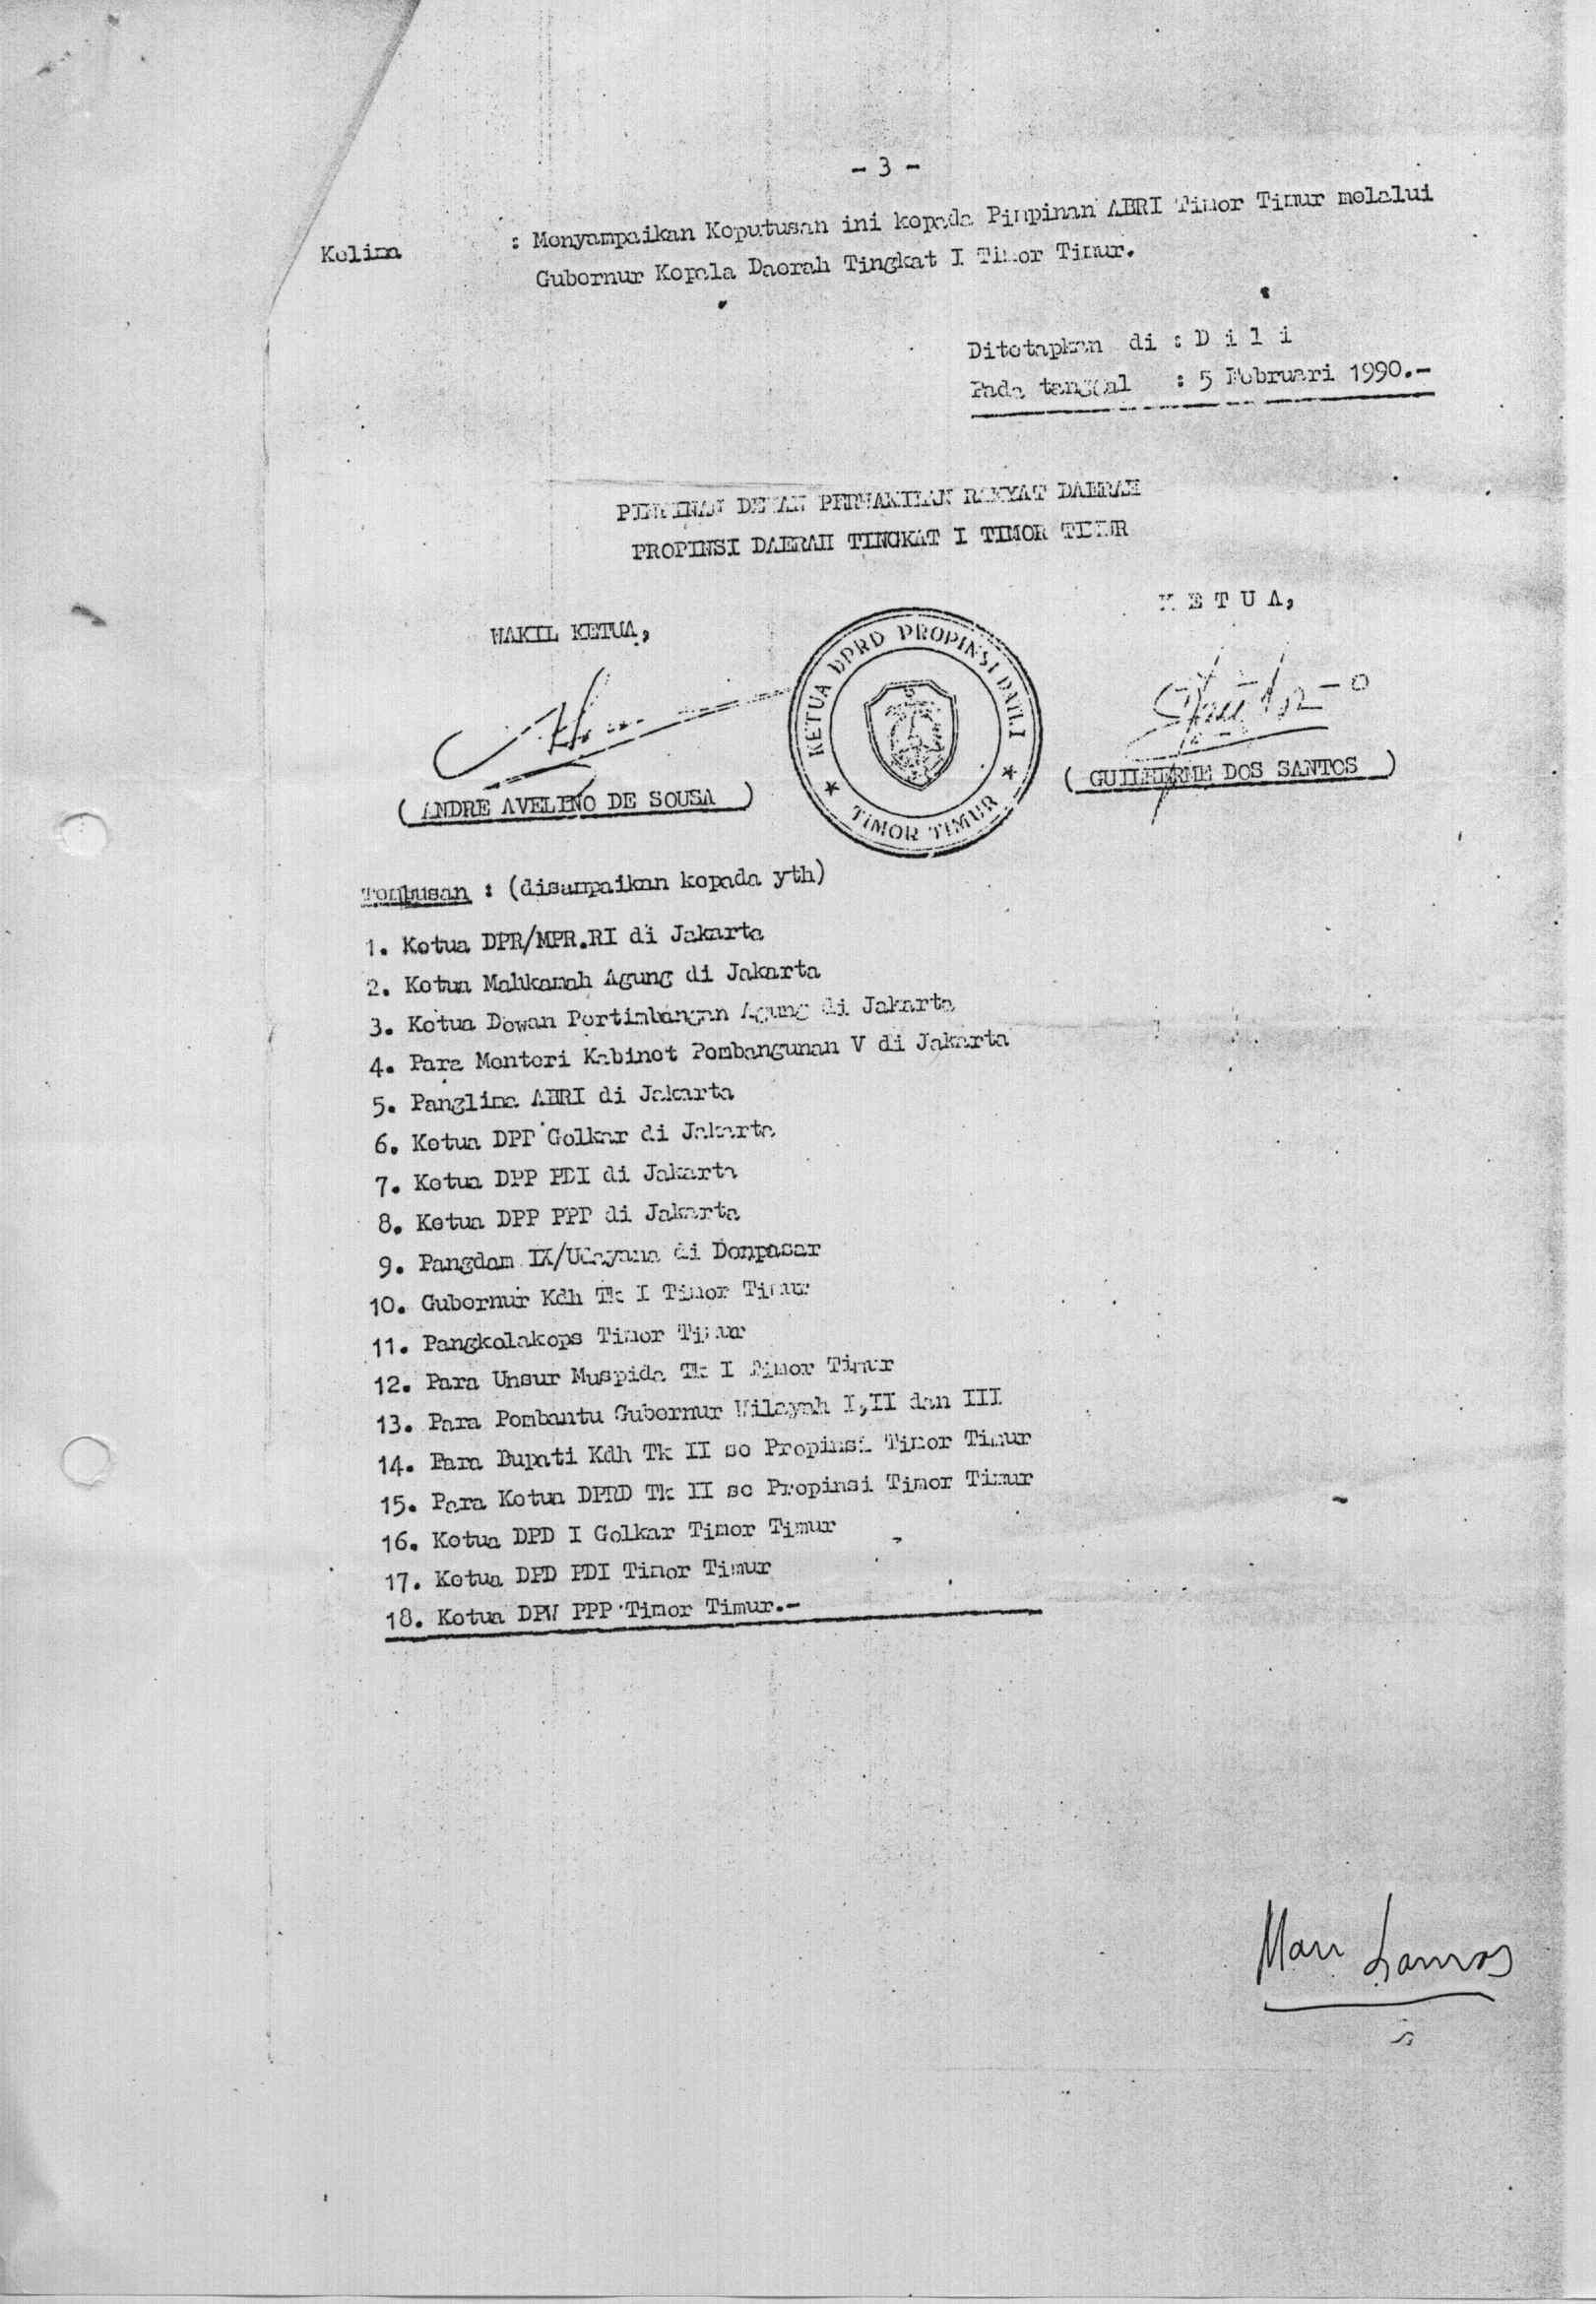 - 3 -
Kelima : Menyampaikan Keputusan ini kepada Pimpinan ABRI Timor Timur melalui
Gubernur Kepala Daerah Tingkat I Timor Timur.
Ditetapkan di : D i l i
Pada tanggal : 5 Februari 1990.-
PIMPINAN DEWAN PERWAKILAN RAKYAT DAERAH
PROPINSI DAERAH TINGKAT I TIMOR TIMUR
WAKIL KETUA,
K E T U A,
KETUA DPRD PROPINSI DATI.I
★ TIMOR TIMUR ★
( ANDRE AVELINO DE SOUSA )
( GUILHERME DOS SANTOS )
Tembusan : (disampaikan kepada yth)
1. Ketua DPR/MPR.RI di Jakarta
2. Ketua Mahkamah Agung di Jakarta
3. Ketua Dewan Pertimbangan Agung di Jakarta
4. Para Menteri Kabinet Pembangunan V di Jakarta
5. Panglima ABRI di Jakarta
6. Ketua DPP Golkar di Jakarta
7. Ketua DPP PDI di Jakarta
8. Ketua DPP PPP di Jakarta
9. Pangdam IX/Udayana di Denpasar
10. Gubernur Kdh Tk I Timor Timur
11. Pangkolakops Timor Timur
12. Para Unsur Muspida Tk I Timor Timur
13. Para Pembantu Gubernur Wilayah I,II dan III
14. Para Bupati Kdh Tk II se Propinsi Timor Timur
15. Para Ketua DPRD Tk II se Propinsi Timor Timur
16. Ketua DPD I Golkar Timor Timur
17. Ketua DPD PDI Timor Timur
18. Ketua DPW PPP Timor Timur.-